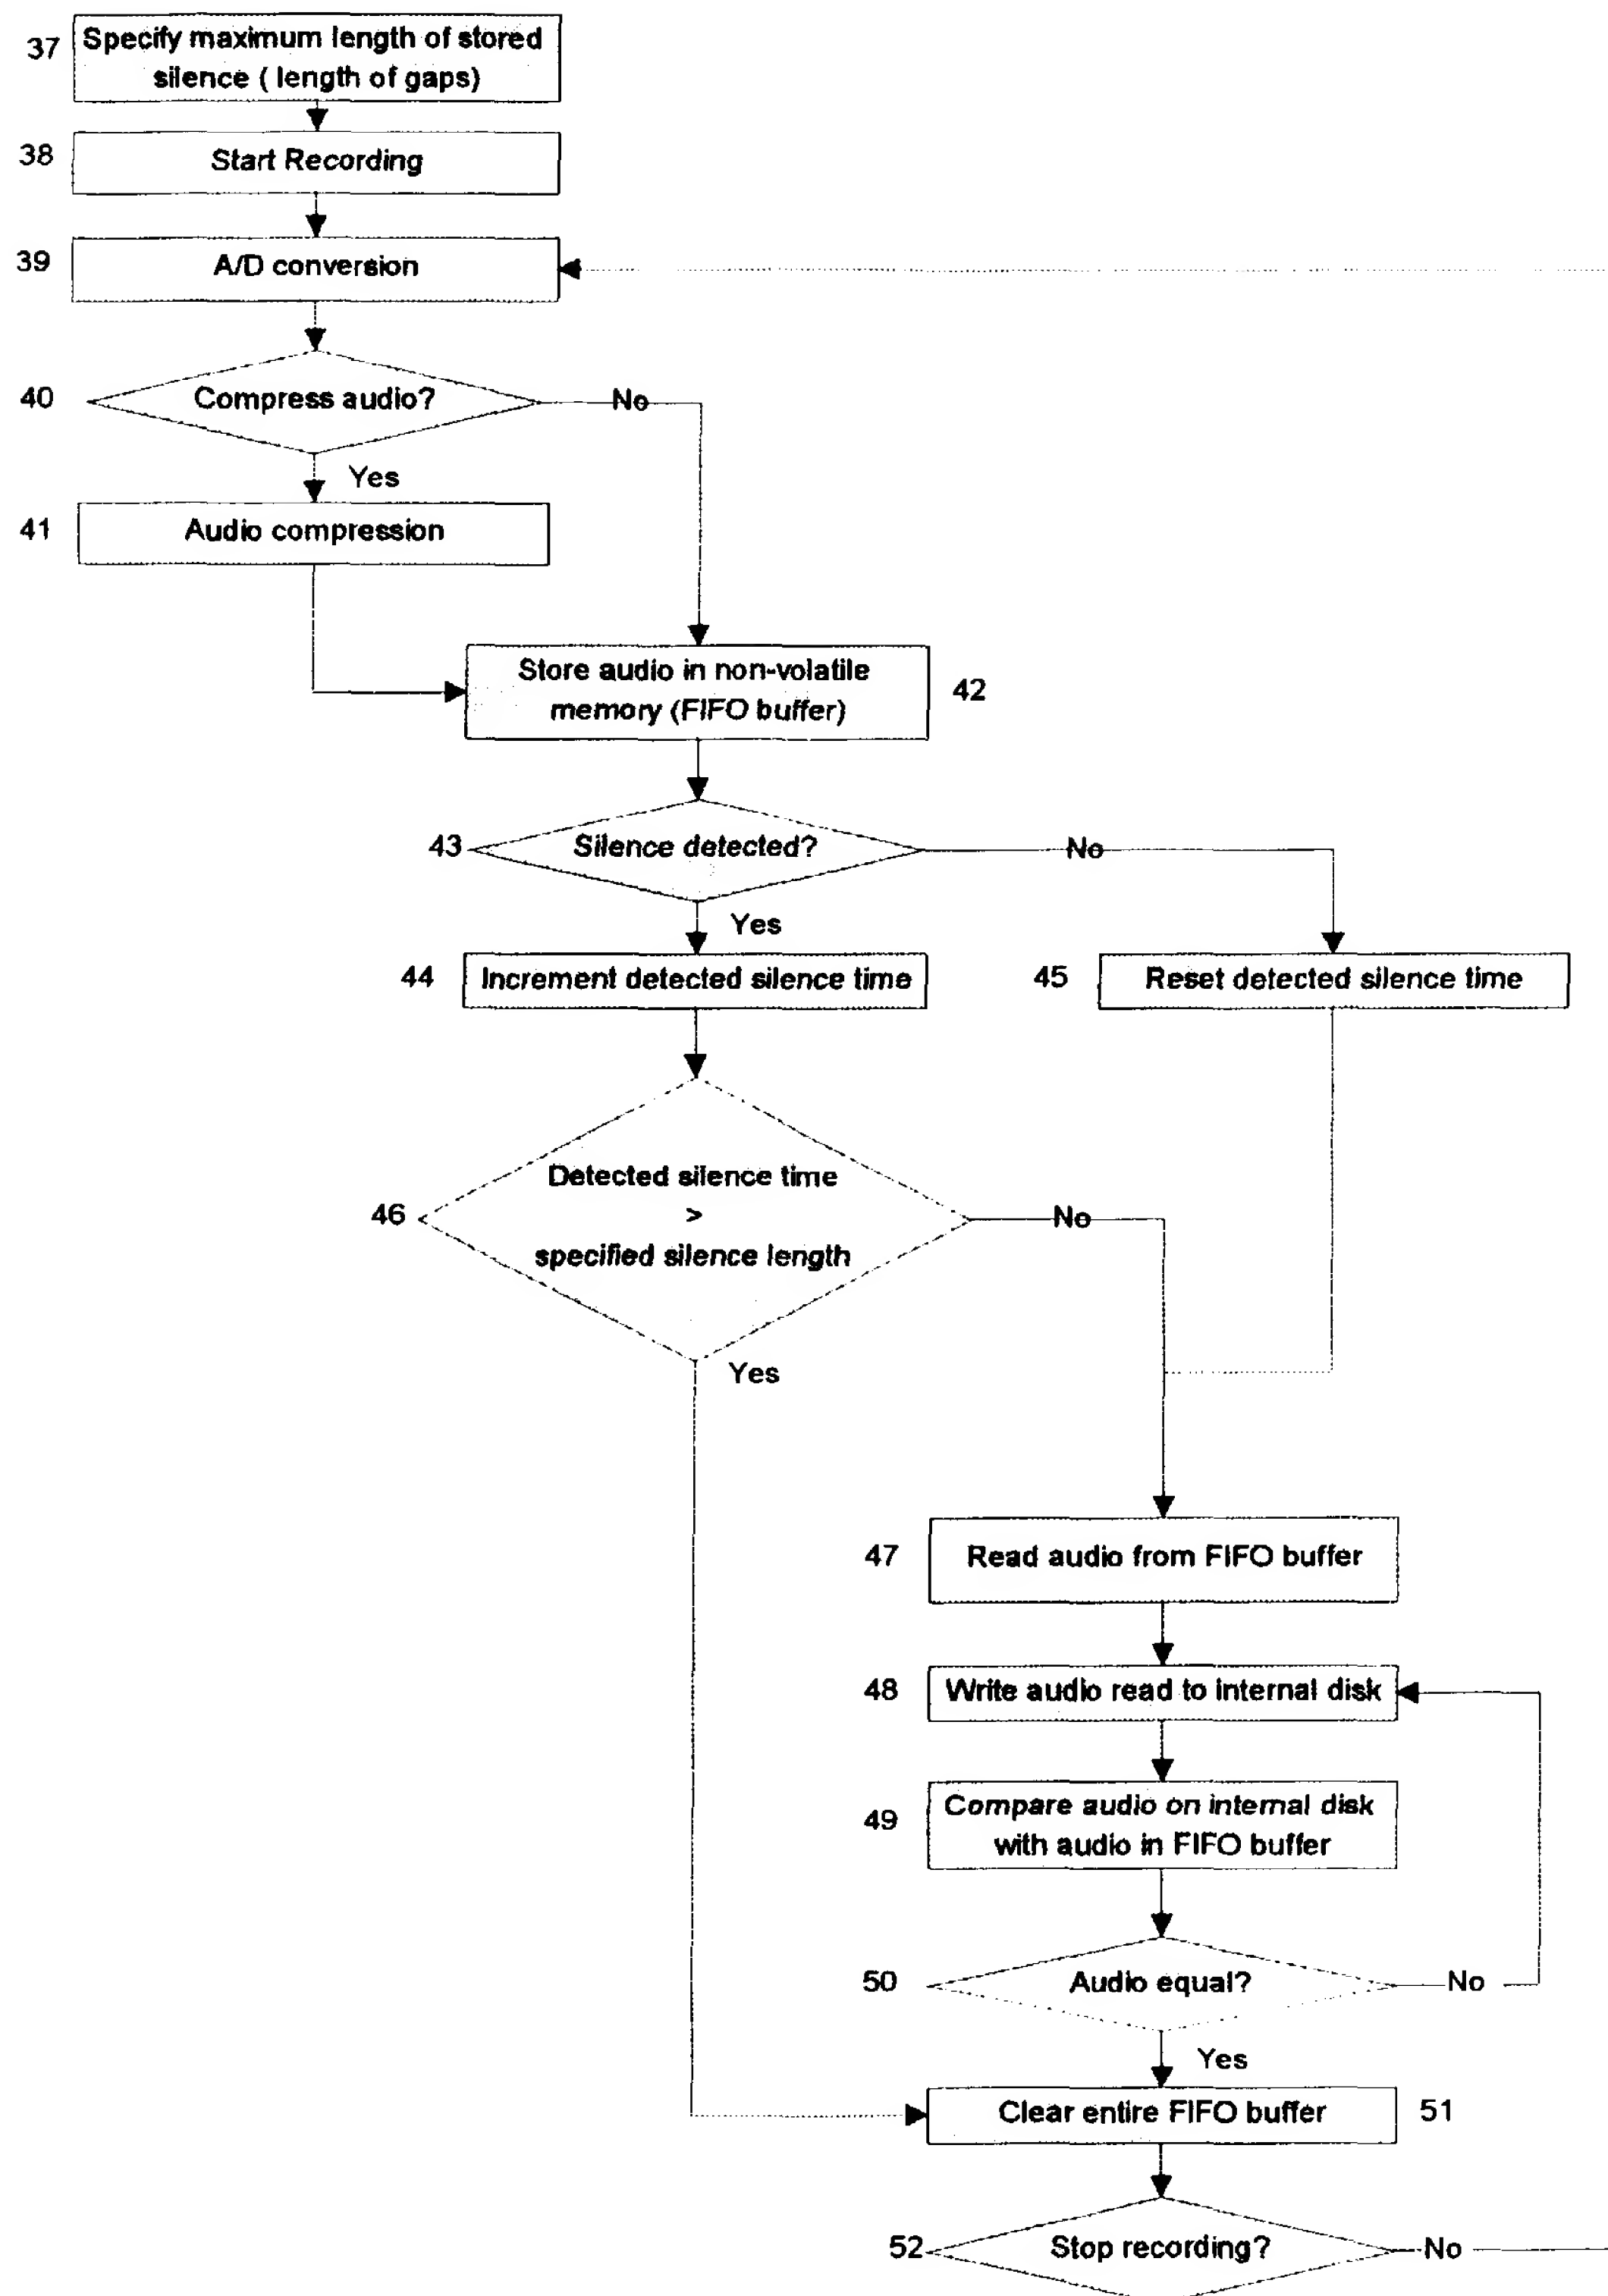 37
Specify maximum length of stored
silence ( length of gaps)
38
Start Recording
39
A/D conversion
40
Compress audio?
No
Yes
41
Audio compression
Store audio in non-volatile
memory (FIFO buffer)
42
43
Silence detected?
No
Yes
44
Increment detected silence time
45
Reset detected silence time
46
Detected silence time
>
specified silence length
No
Yes
47
Read audio from FIFO buffer
48
Write audio read to internal disk
49
Compare audio on internal disk
with audio in FIFO buffer
50
Audio equal?
No
Yes
Clear entire FIFO buffer
51
52
Stop recording?
No